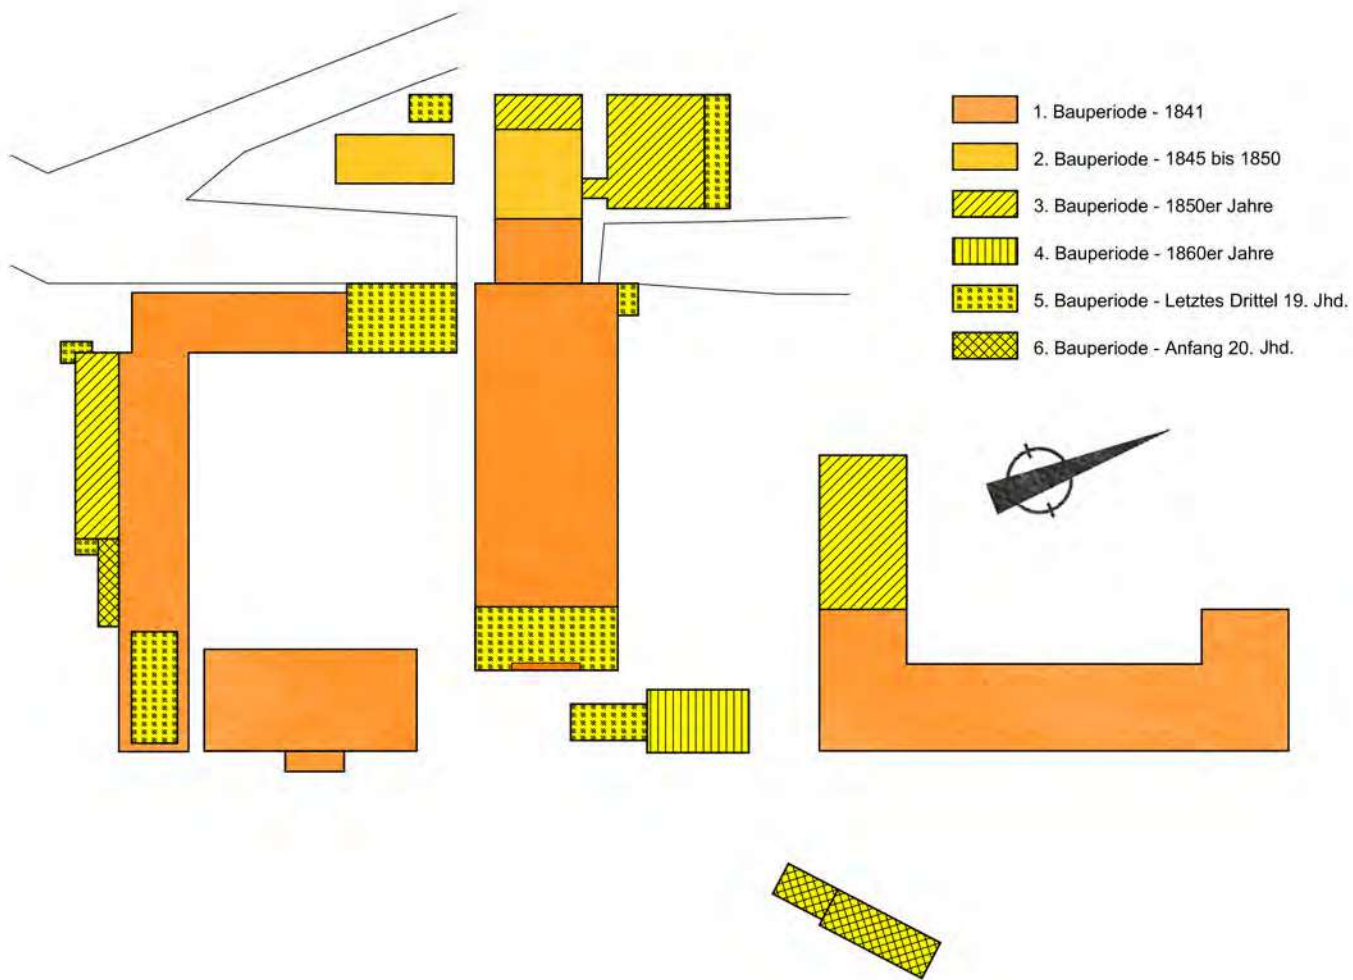 1. Bauperiode - 1841
2. Bauperiode - 1845 bis 1850
3. Bauperiode - 1850er Jahre
4. Bauperiode - 1860er Jahre
5. Bauperiode - Letztes Drittel 19. Jhd.
6. Bauperiode - Anfang 20. Jhd.